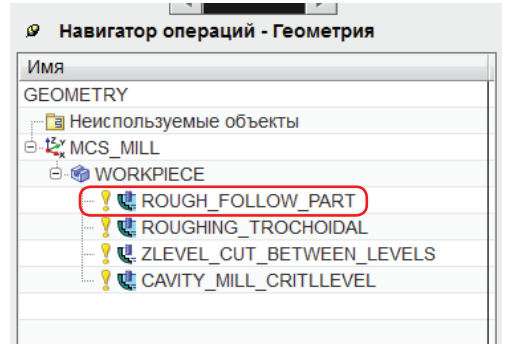 Навигатор операций - Геометрия
Имя
GEOMETRY
Неиспользуемые объекты
MCS_MILL
WORKPIECE
ROUGH_FOLLOW_PART
ROUGHING_TROCHOIDAL
ZLEVEL_CUT_BETWEEN_LEVELS
CAVITY_MILL_CRITLLEVEL